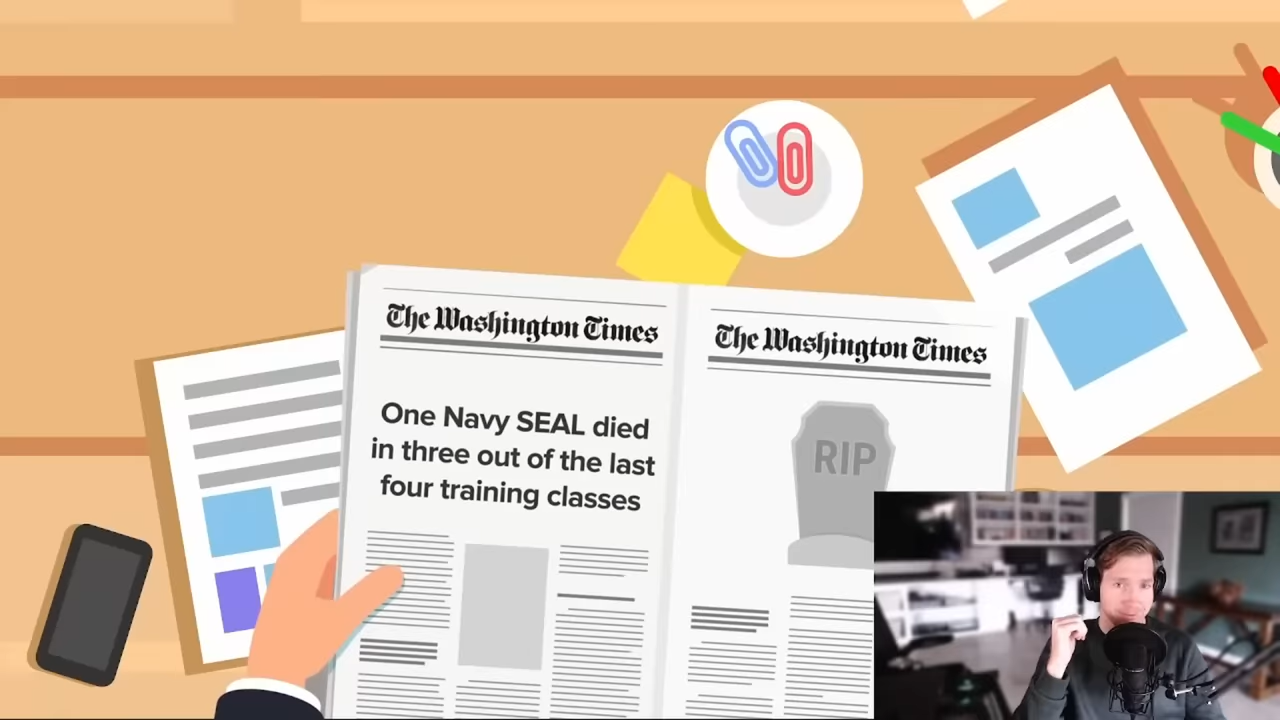 The Washington Times
One Navy SEAL died
in three out of the last
four training classes
The Washington Times
RIP